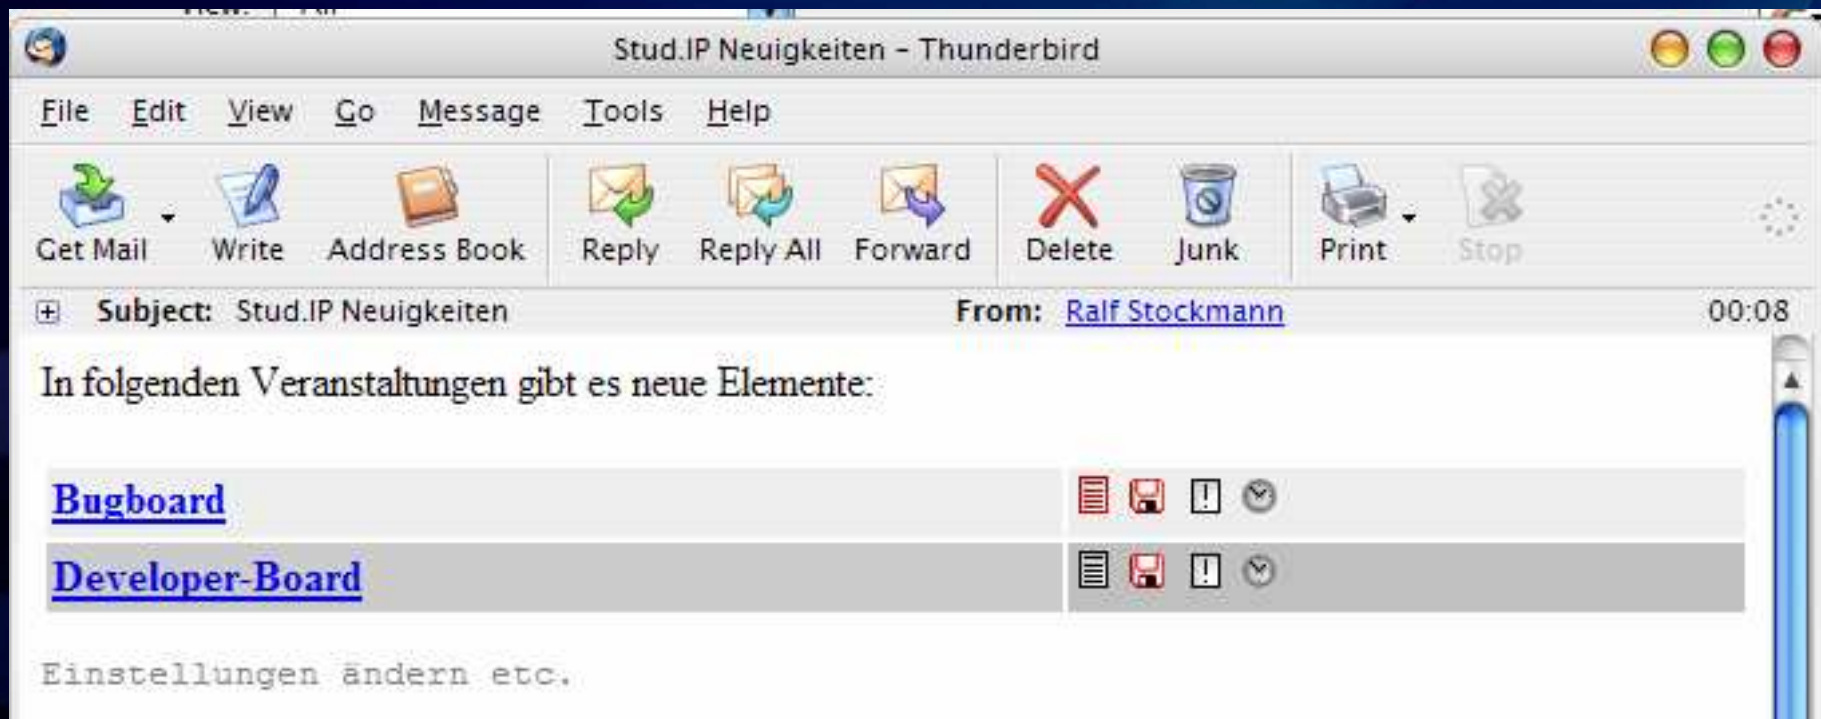 Stud.IP Neuigkeiten – Thunderbird
File Edit View Go Message Tools Help
Get Mail Write Address Book Reply Reply All Forward Delete Junk Print Stop
Subject: Stud.IP Neuigkeiten From: Ralf Stockmann 00:08
In folgenden Veranstaltungen gibt es neue Elemente:
Bugboard
Developer-Board
Einstellungen ändern etc.